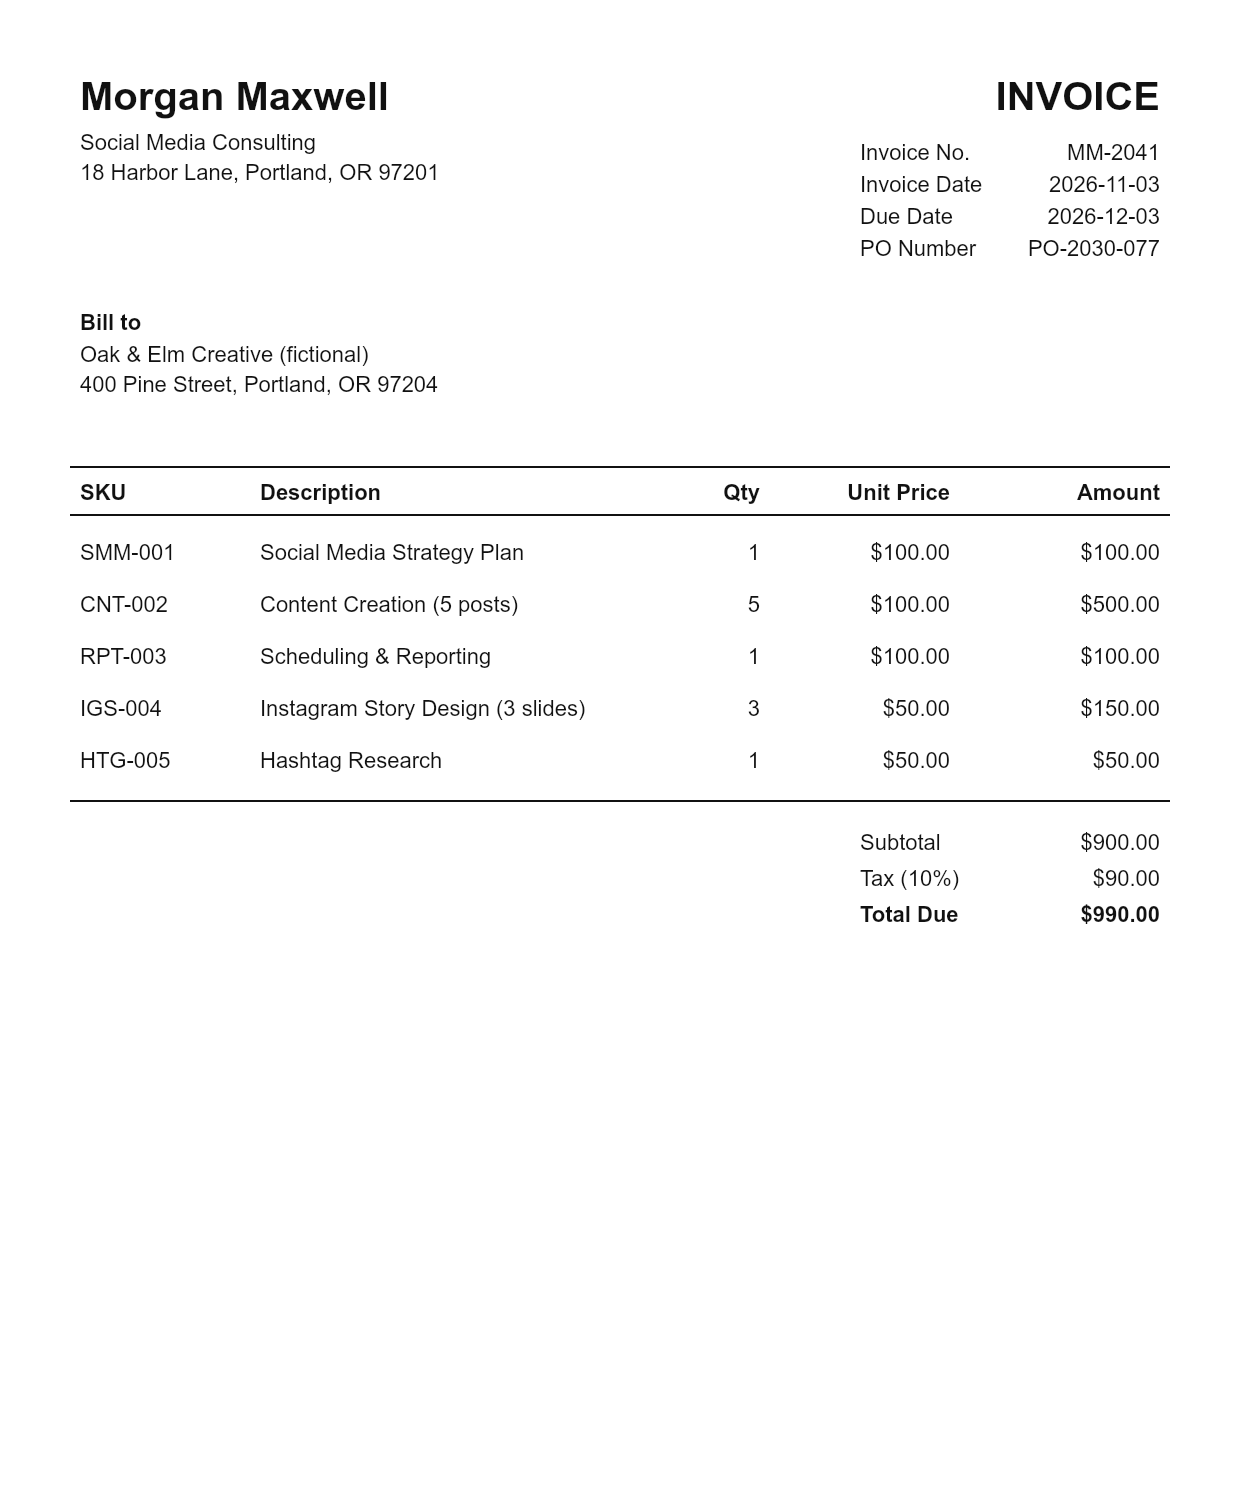 Morgan Maxwell
Social Media Consulting
18 Harbor Lane, Portland, OR 97201
INVOICE
Invoice No. MM-2041
Invoice Date 2026-11-03
Due Date 2026-12-03
PO Number PO-2030-077
Bill to
Oak & Elm Creative (fictional)
400 Pine Street, Portland, OR 97204
SKU Description Qty Unit Price Amount
SMM-001 Social Media Strategy Plan 1 $100.00 $100.00
CNT-002 Content Creation (5 posts) 5 $100.00 $500.00
RPT-003 Scheduling & Reporting 1 $100.00 $100.00
IGS-004 Instagram Story Design (3 slides) 3 $50.00 $150.00
HTG-005 Hashtag Research 1 $50.00 $50.00
Subtotal $900.00
Tax (10%) $90.00
Total Due $990.00